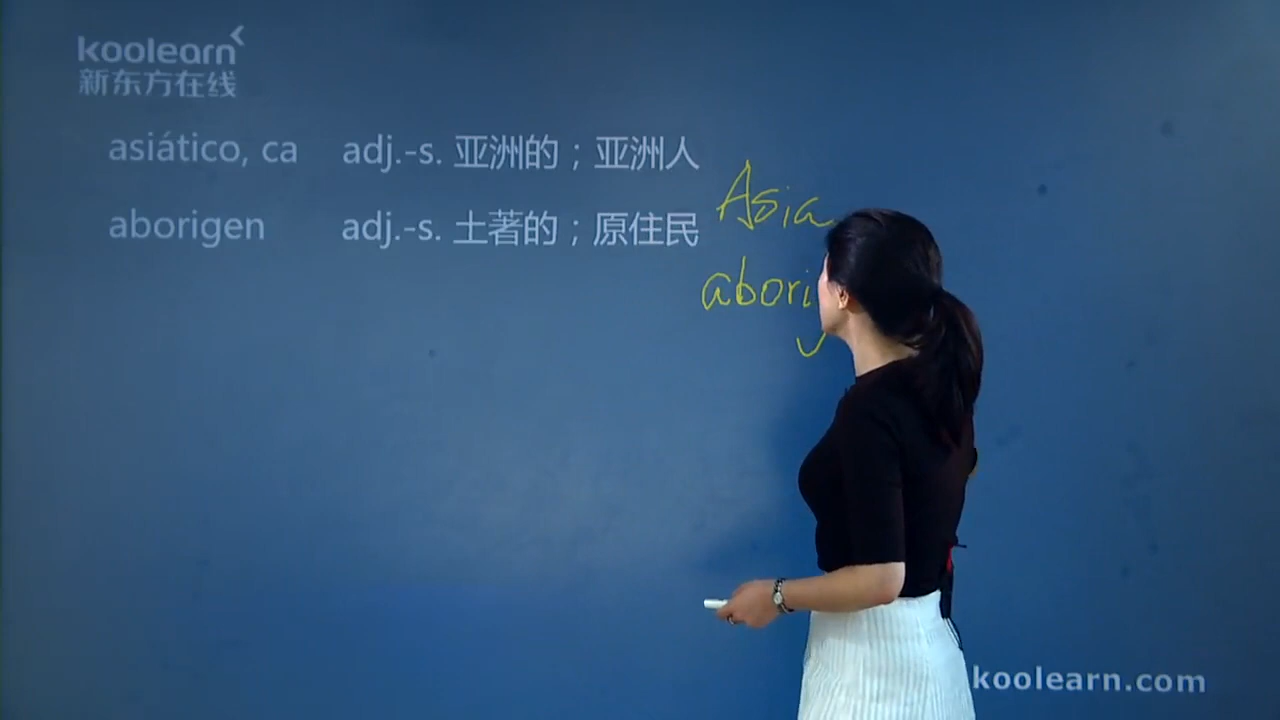 koolearn
新东方在线
asiático, ca adj.-s. 亚洲的；亚洲人
Asia
aborigen adj.-s. 土著的；原住民
abori
koolearn.com